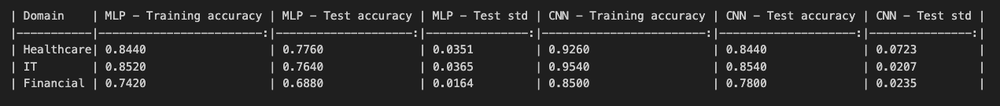 | Domain | MLP – Training accuracy | MLP – Test accuracy | MLP – Test std | CNN – Training accuracy | CNN – Test accuracy | CNN – Test std |
|-----------|------------------------:|--------------------:|---------------:|------------------------:|--------------------:|---------------:|
| Healthcare| 0.8440 | 0.7760 | 0.0351 | 0.9260 | 0.8440 | 0.0723 |
| IT | 0.8520 | 0.7640 | 0.0365 | 0.9540 | 0.8540 | 0.0207 |
| Financial | 0.7420 | 0.6880 | 0.0164 | 0.8500 | 0.7800 | 0.0235 |